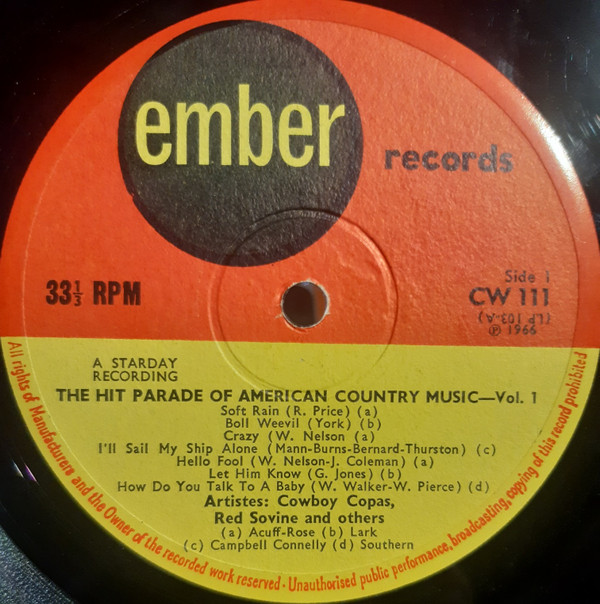 ember
records
33⅓ RPM
Side 1
CW 111
(LP 103-A)
℗ 1966
A STARDAY
RECORDING
THE HIT PARADE OF AMERICAN COUNTRY MUSIC—Vol. 1
Soft Rain (R. Price) (a)
Boll Weevil (York) (b)
Crazy (W. Nelson (a)
I'll Sail My Ship Alone (Mann-Burns-Bernard-Thurston) (c)
Hello Fool (W. Nelson-J. Coleman) (a)
Let Him Know (G. Jones) (b)
How Do You Talk To A Baby (W. Walker-W. Pierce) (d)
Artistes: Cowboy Copas,
Red Sovine and others
(a) Acuff-Rose (b) Lark
(c) Campbell Connelly (d) Southern
All rights of Manufacturers and the Owner of the recorded work reserved · Unauthorised public performance, broadcasting, copying of this record prohibited